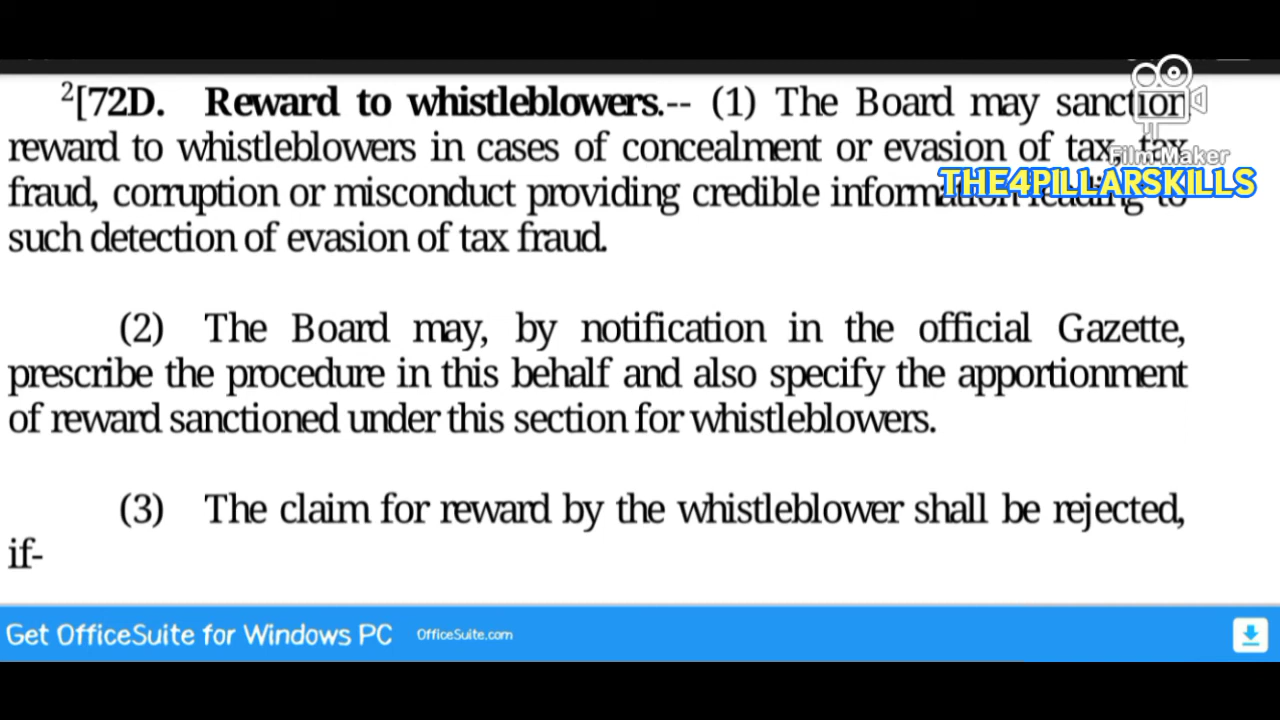 2[72D. Reward to whistleblowers.-- (1) The Board may sanction
reward to whistleblowers in cases of concealment or evasion of tax, tax
Film Maker
THE4PILLARSKILLS
fraud, corruption or misconduct providing credible information leading to
such detection of evasion of tax fraud.
(2) The Board may, by notification in the official Gazette,
prescribe the procedure in this behalf and also specify the apportionment
of reward sanctioned under this section for whistleblowers.
(3) The claim for reward by the whistleblower shall be rejected,
if-
Get OfficeSuite for Windows PC OfficeSuite.com